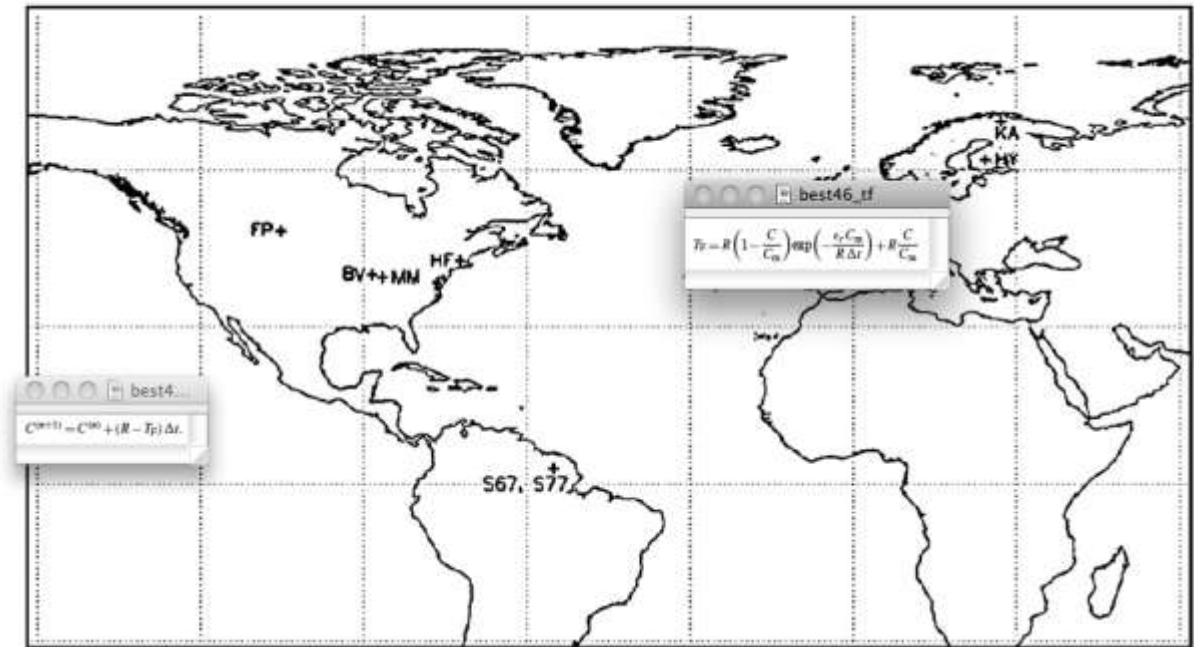 KA
+HY
best46_tf
T_F = R (1 − C/C_m) exp(− e_r C_m / R Δt) + R C/C_m
FP+
HF+
BV++MM
best4...
C^(n+1) = C^(n) + (R − T_F) Δt.
S67, S77